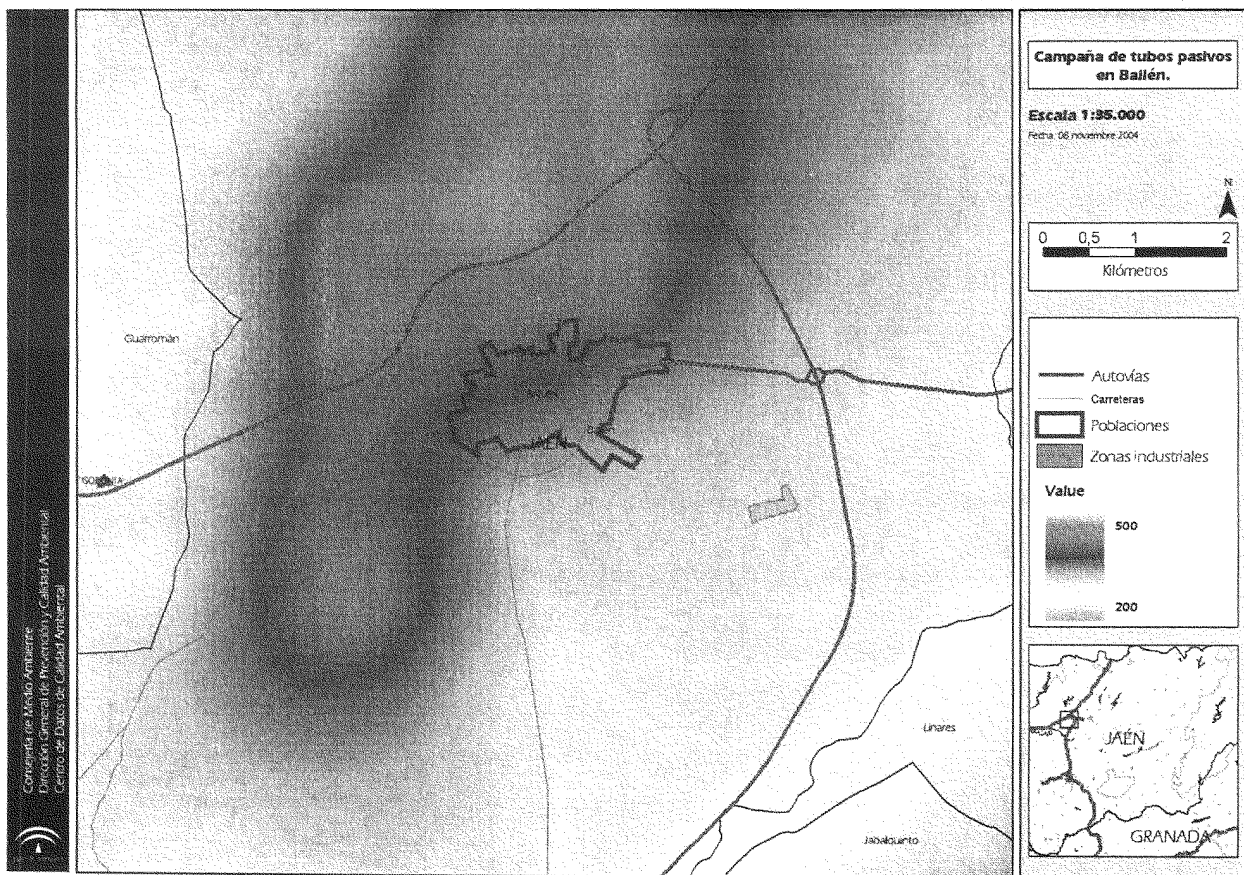 Consejería de Medio Ambiente
Dirección General de Prevención y Calidad Ambiental
Centro de Datos de Calidad Ambiental
Guarromán
JAÉN
Linares
Jabalquinto
Campaña de tubos pasivos
en Bailén.
Escala 1:35.000
Fecha: 08 noviembre 2004
N
0 0,5 1 2
Kilómetros
Autovías
Carreteras
Poblaciones
Zonas industriales
Value
500
200
JAÉN
GRANADA